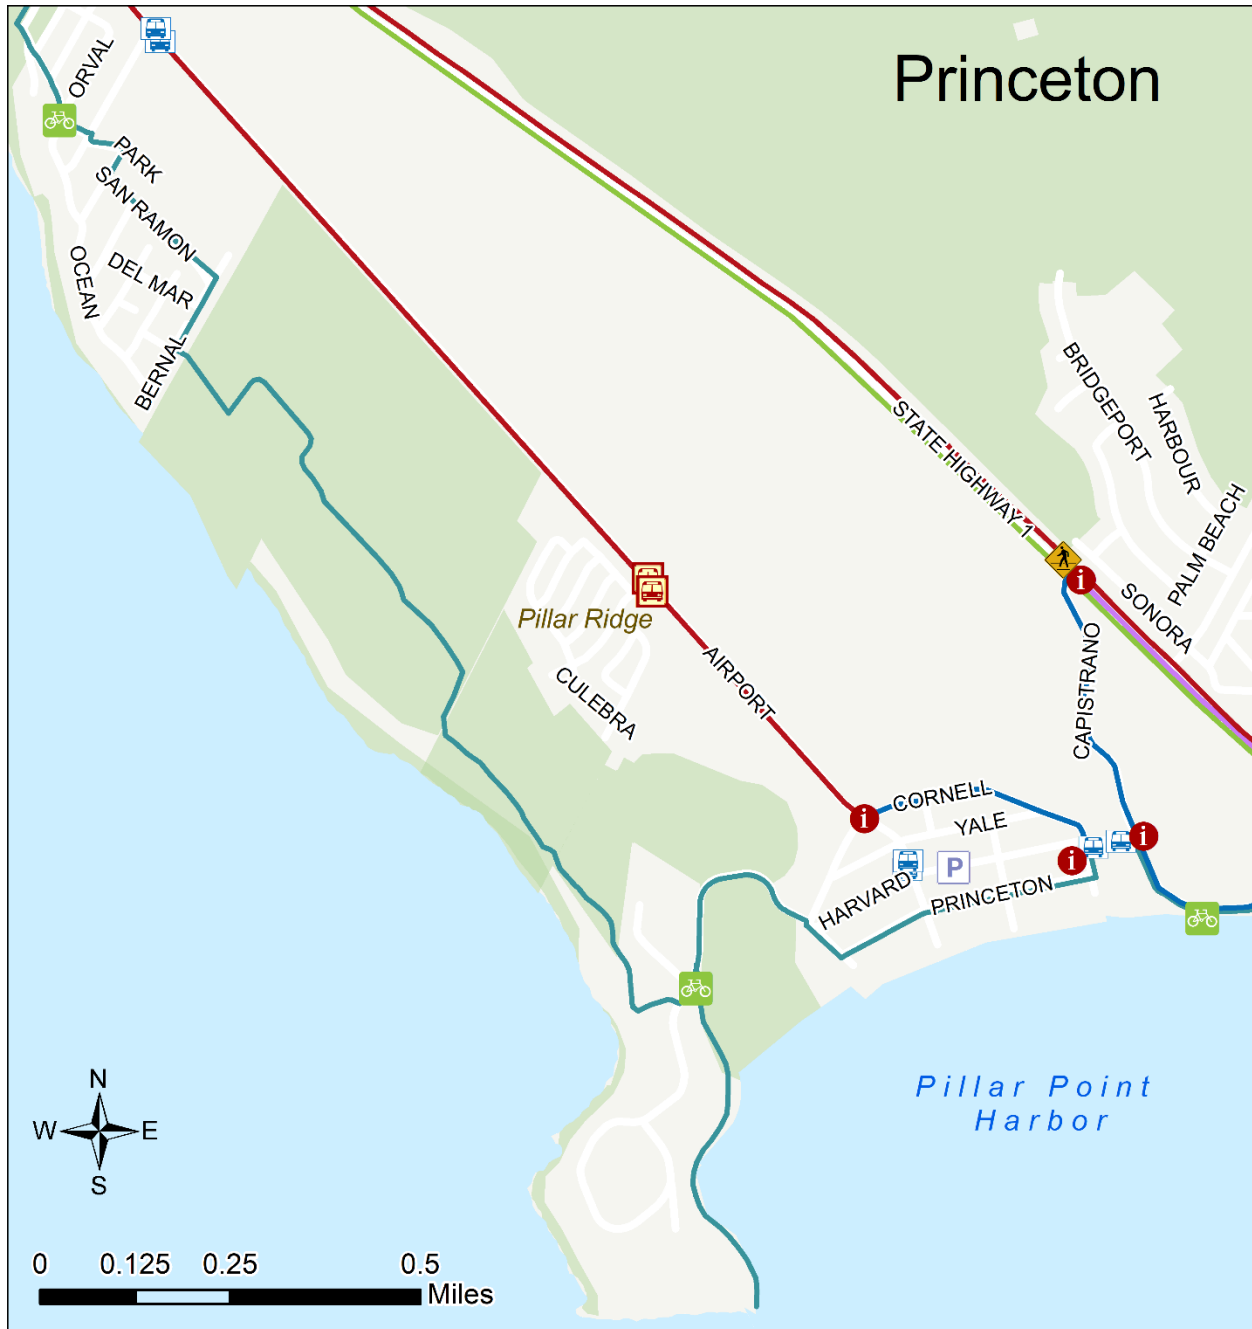 Princeton
ORVAL
PARK
SAN RAMON
DEL MAR
OCEAN
BERNAL
STATE HIGHWAY 1
BRIDGEPORT
HARBOUR
PALM BEACH
SONORA
CAPISTRANO
Pillar Ridge
CULEBRA
AIRPORT
CORNELL
YALE
HARVARD
PRINCETON
P
i
i
i
i
Pillar Point
Harbor
N
W E
S
0 0.125 0.25 0.5
Miles